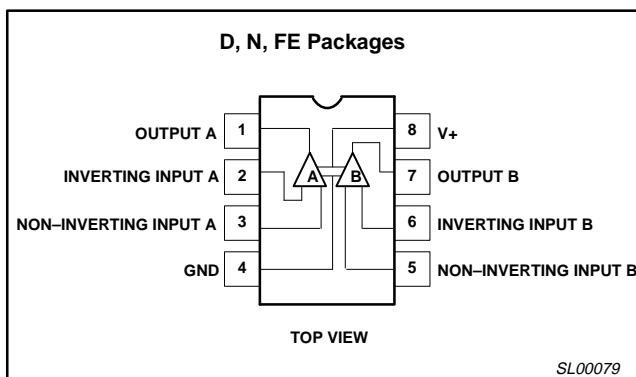 D, N, FE Packages
OUTPUT A 1 8 V+
INVERTING INPUT A 2 7 OUTPUT B
A B
NON–INVERTING INPUT A 3 6 INVERTING INPUT B
GND 4 5 NON–INVERTING INPUT B
TOP VIEW
SL00079